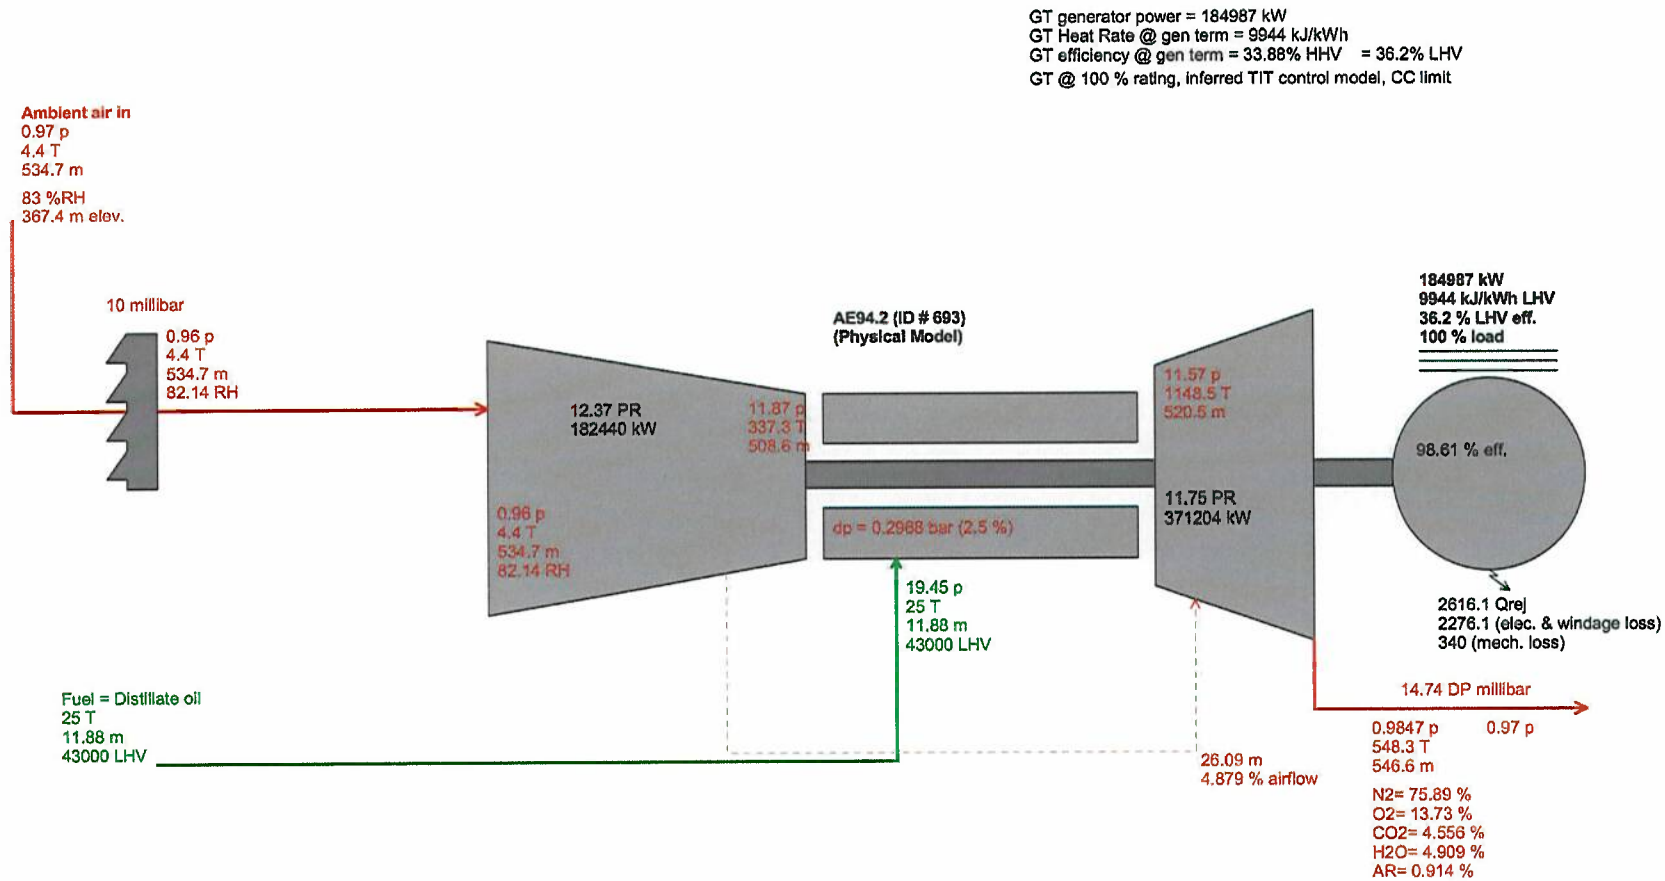 GT generator power = 184987 kW
GT Heat Rate @ gen term = 9944 kJ/kWh
GT efficiency @ gen term = 33.88% HHV = 36.2% LHV
GT @ 100 % rating, inferred TIT control model, CC limit
Ambient air in
0.97 p
4.4 T
534.7 m
83 %RH
367.4 m elev.
10 millibar
0.96 p
4.4 T
534.7 m
82.14 RH
12.37 PR
182440 kW
11.87 p
337.3 T
508.6 m
0.96 p
4.4 T
534.7 m
82.14 RH
AE94.2 (ID # 693)
(Physical Model)
dp = 0.2968 bar (2.5 %)
19.45 p
25 T
11.88 m
43000 LHV
11.57 p
1148.5 T
520.5 m
11.75 PR
371204 kW
184987 kW
9944 kJ/kWh LHV
36.2 % LHV eff.
100 % load
98.61 % eff.
2616.1 Qrej
2276.1 (elec. & windage loss)
340 (mech. loss)
Fuel = Distillate oil
25 T
11.88 m
43000 LHV
26.09 m
4.879 % airflow
14.74 DP millibar
0.9847 p 0.97 p
548.3 T
546.6 m
N2= 75.89 %
O2= 13.73 %
CO2= 4.556 %
H2O= 4.909 %
AR= 0.914 %